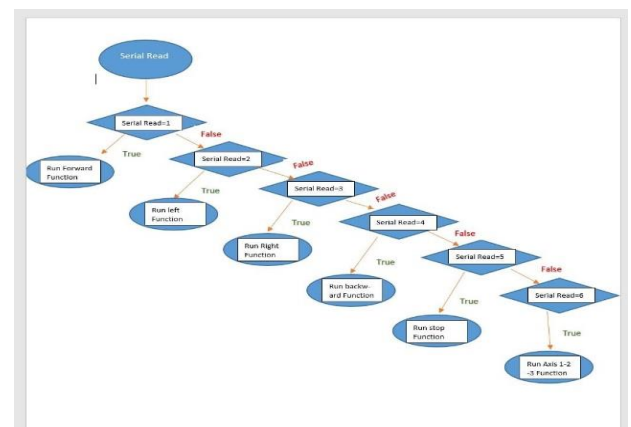 Serial Read
Serial Read=1
False
True
Run Forward
Function
Serial Read=2
False
True
Run left
Function
Serial Read=3
False
True
Run Right
Function
Serial Read=4
False
True
Run backw-
ard Function
Serial Read=5
False
True
Run stop
Function
Serial Read=6
True
Run Axis 1-2
-3 Function